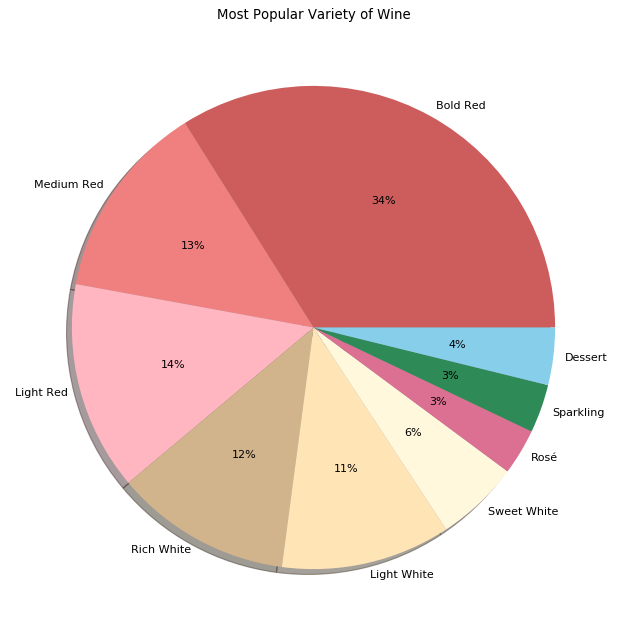 Most Popular Variety of Wine
Bold Red
34%
Medium Red
13%
Light Red
14%
Rich White
12%
Light White
11%
Sweet White
6%
Rosé
3%
Sparkling
3%
Dessert
4%